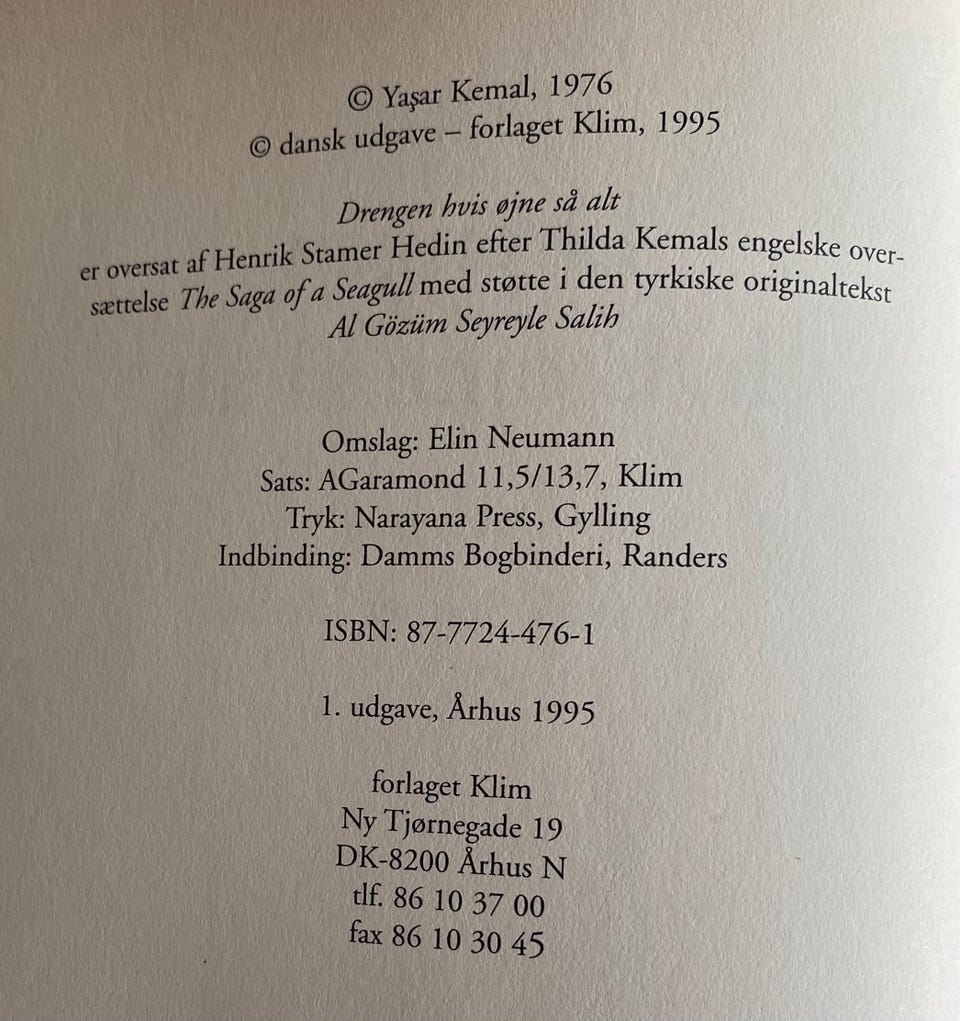 © Yaşar Kemal, 1976
© dansk udgave – forlaget Klim, 1995
Drengen hvis øjne så alt
er oversat af Henrik Stamer Hedin efter Thilda Kemals engelske over-
sættelse The Saga of a Seagull med støtte i den tyrkiske originaltekst
Al Gözüm Seyreyle Salih
Omslag: Elin Neumann
Sats: AGaramond 11,5/13,7, Klim
Tryk: Narayana Press, Gylling
Indbinding: Damms Bogbinderi, Randers
ISBN: 87-7724-476-1
1. udgave, Århus 1995
forlaget Klim
Ny Tjørnegade 19
DK-8200 Århus N
tlf. 86 10 37 00
fax 86 10 30 45